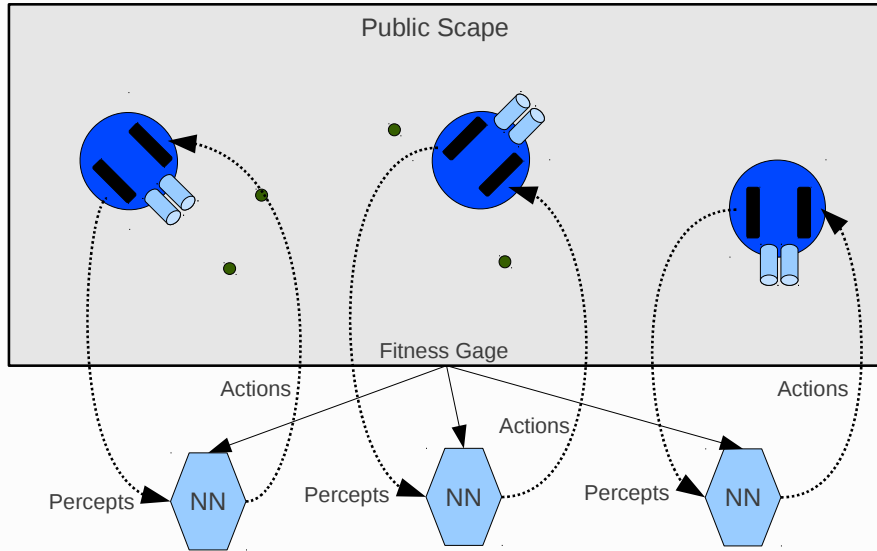 Public Scape
Fitness Gage
Actions
Actions
Actions
Percepts
NN
Percepts
NN
Percepts
NN